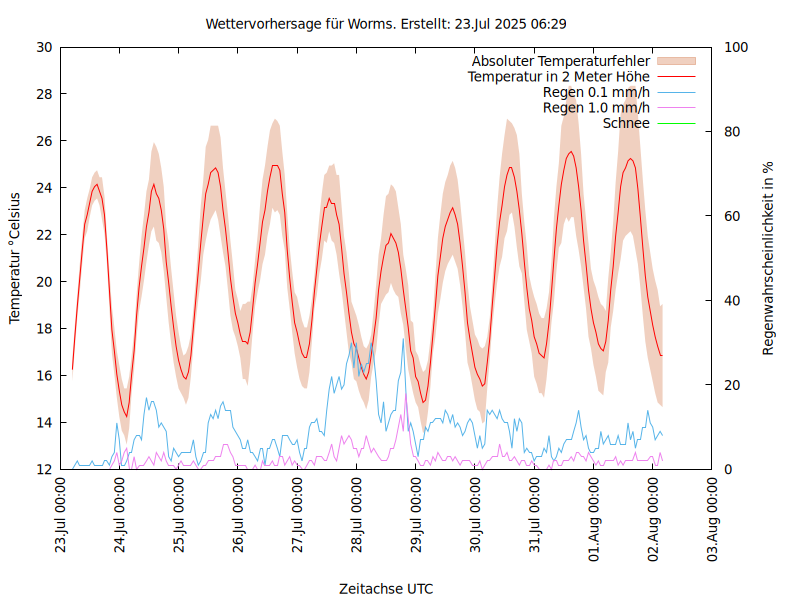 Wettervorhersage für Worms. Erstellt: 23.Jul 2025 06:29
30
28
26
24
22
20
18
16
14
12
100
80
60
40
20
0
Absoluter Temperaturfehler
Temperatur in 2 Meter Höhe
Regen 0.1 mm/h
Regen 1.0 mm/h
Schnee
Temperatur °Celsius
Regenwahrscheinlichkeit in %
23.Jul 00:00
24.Jul 00:00
25.Jul 00:00
26.Jul 00:00
27.Jul 00:00
28.Jul 00:00
29.Jul 00:00
30.Jul 00:00
31.Jul 00:00
01.Aug 00:00
02.Aug 00:00
03.Aug 00:00
Zeitachse UTC